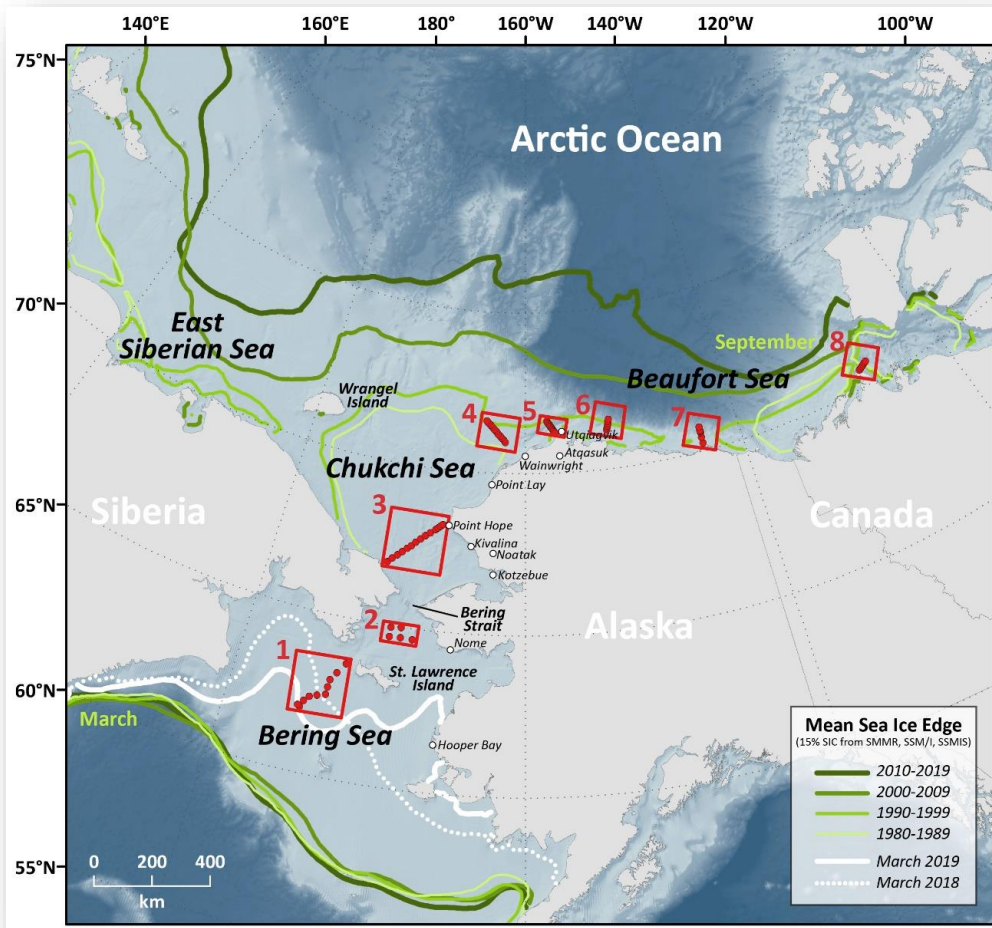 140°E 160°E 180°W 160°W 140°W 120°W 100°W
75°N
70°N
65°N
60°N
55°N
Arctic Ocean
East
Siberian Sea
September
8
Beaufort Sea
Wrangel
Island
4
5
6
7
Utqiaġvik
Atqasuk
Wainwright
Chukchi Sea
Point Lay
Siberia
Canada
3
Point Hope
Kivalina
Noatak
Kotzebue
Bering
Strait
Alaska
2
Nome
1
St. Lawrence
Island
March
Bering Sea
Hooper Bay
0 200 400
km
Mean Sea Ice Edge
(15% SIC from SMMR, SSM/I, SSMIS)
2010-2019
2000-2009
1990-1999
1980-1989
March 2019
March 2018